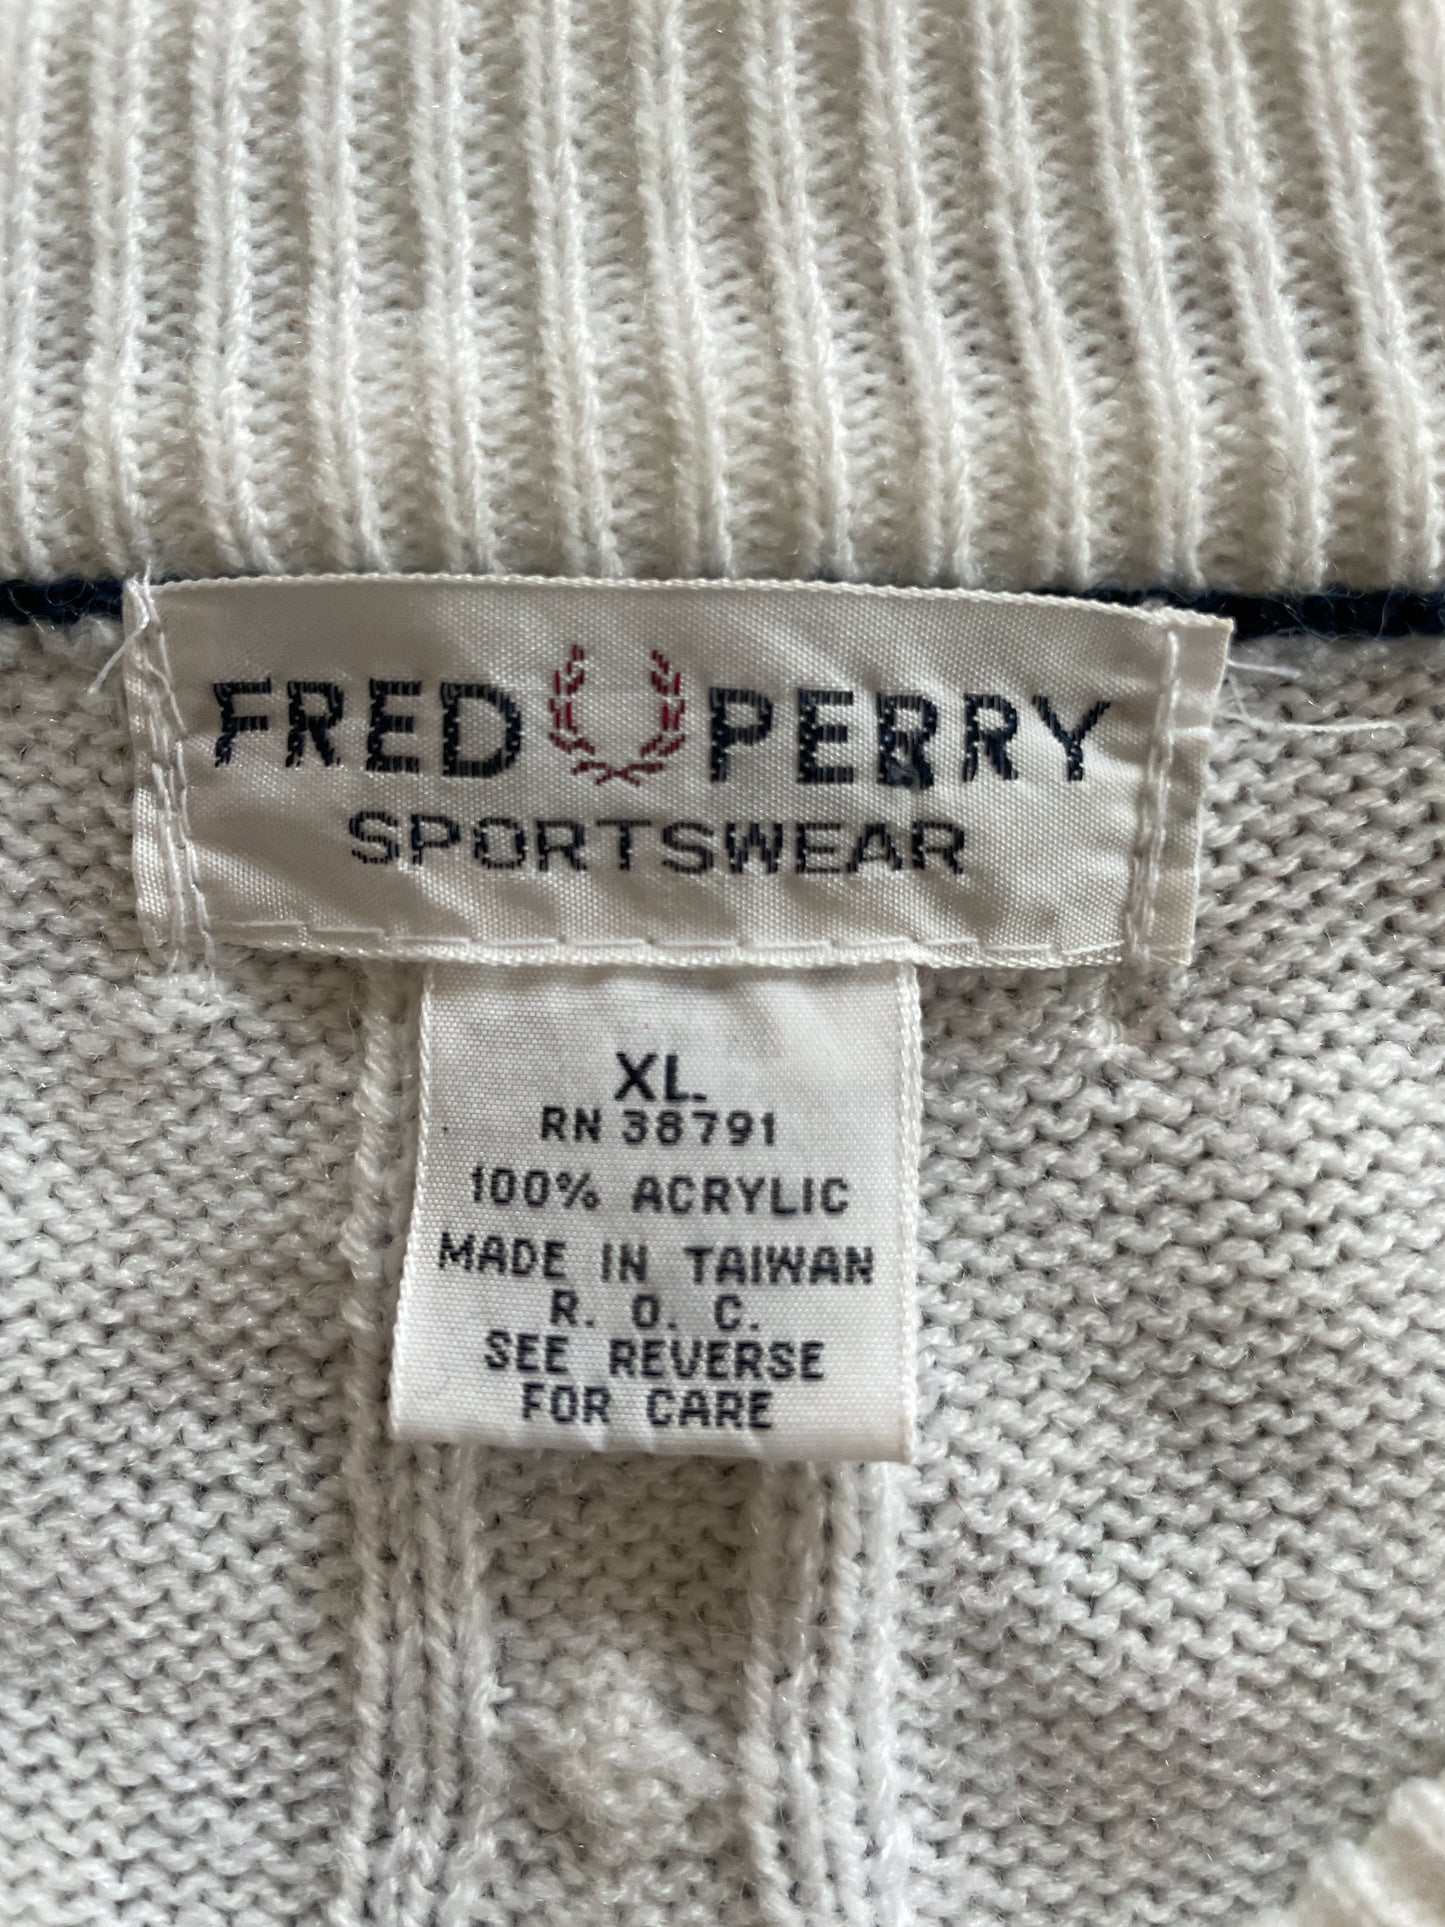 FRED PERRY
SPORTSWEAR
XL
RN 38791
100% ACRYLIC
MADE IN TAIWAN
R. O. C.
SEE REVERSE
FOR CARE